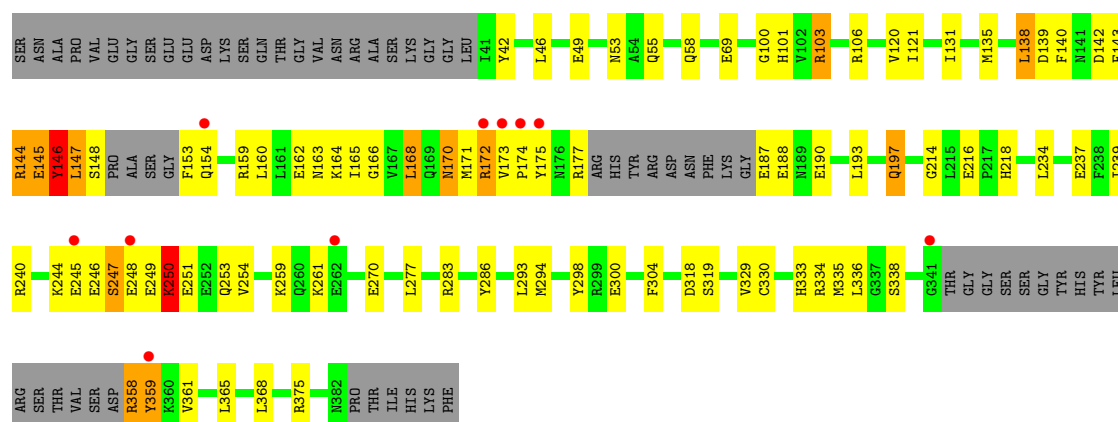 SER ASN ALA PRO VAL GLU GLY SER GLU GLU ASP LYS SER GLN THR GLY VAL ASN ARG ALA SER LYS GLY GLY LEU I41 Y42 L46 E49 N53 A54 Q55 Q58 E69 G100 H101 V102 R103 R106 V120 I121 I131 M135 L138 D139 F140 N141 D142
R144 E145 Y146 L147 S148 PRO ALA SER GLY F153 Q154 R159 L160 L161 E162 N163 K164 I165 G166 V167 L168 Q169 N170 M171 R172 V173 P174 Y175 N176 R177 ARG HIS TYR ARG ASP ASN PHE LYS GLY E187 E188 N189 E190 L193 Q197 G214 L215 E216 P217 H218 L234 E237 F238
R240 K244 E245 E246 S247 E248 E249 K250 E251 E252 Q253 V254 K259 Q260 K261 E262 E270 L277 R283 Y286 L293 M294 Y298 R299 E300 F304 D318 S319 V329 C330 H333 R334 M335 L336 G337 S338 G341 THR GLY GLY SER SER GLY TYR HIS TYR LEU
ARG SER THR VAL SER ASP R358 Y359 K360 V361 L365 L368 R375 N382 PRO THR ILE HIS LYS PHE